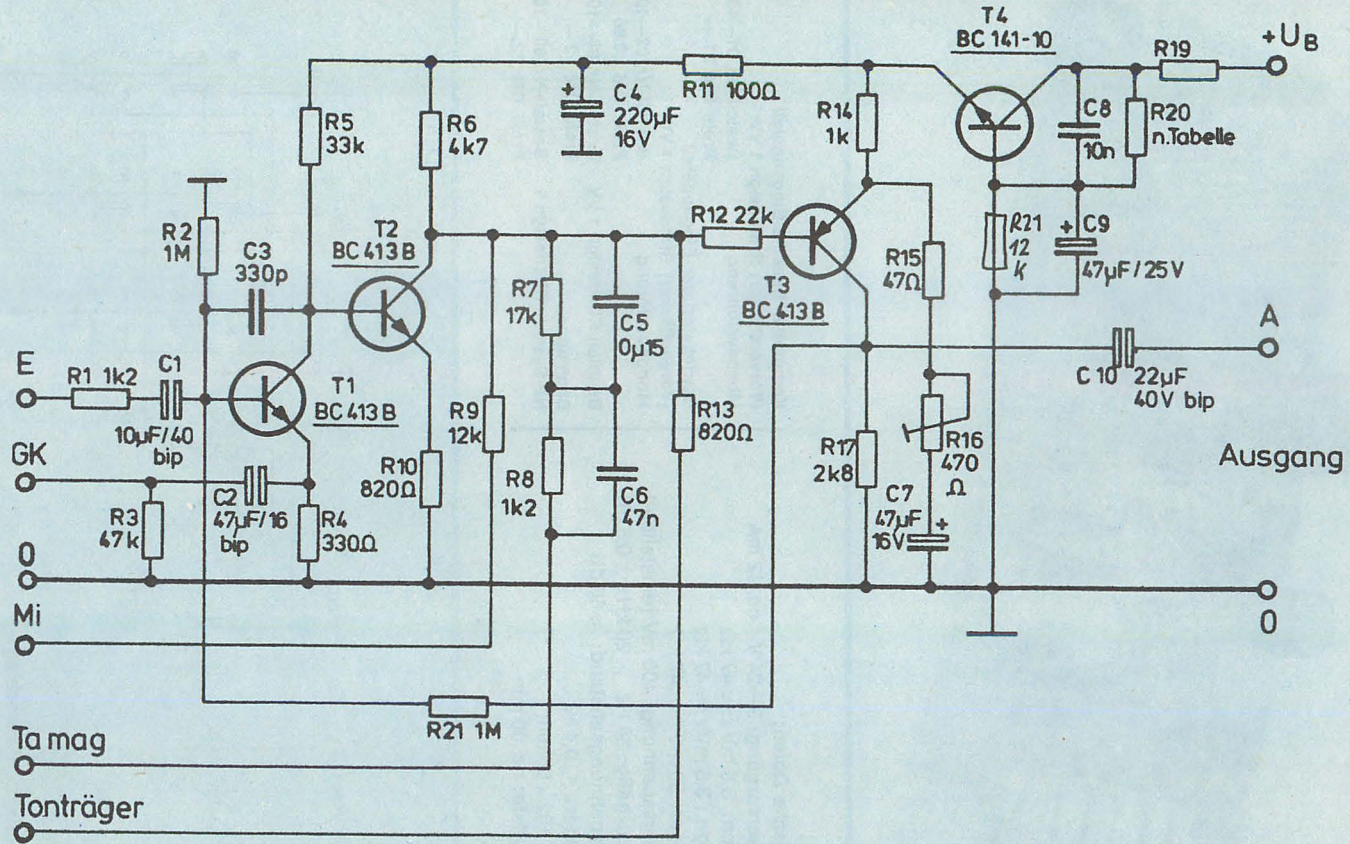 T4
BC 141-10
R19
+UB
R11 100Ω
C4
220µF
16V
+
R5
33k
R6
4k7
R14
1k
C8
10n
R20
n.Tabelle
R2
1M
C3
330p
T2
BC 413 B
R12 22k
R21
12
k
+
C9
47µF/25V
R15
47Ω
R7
17k
C5
0µ15
T3
BC 413 B
A
E
R1 1k2
C1
10µF/40
bip
T1
BC 413 B
R9
12k
R13
820Ω
C10
22µF
40V bip
R17
2k8
R16
470
Ω
Ausgang
GK
R3
47k
C2
47µF/16
bip
R4
330Ω
R10
820Ω
R8
1k2
C6
47n
C7
47µF
16V
+
0
0
Mi
R21 1M
Ta mag
Tonträger